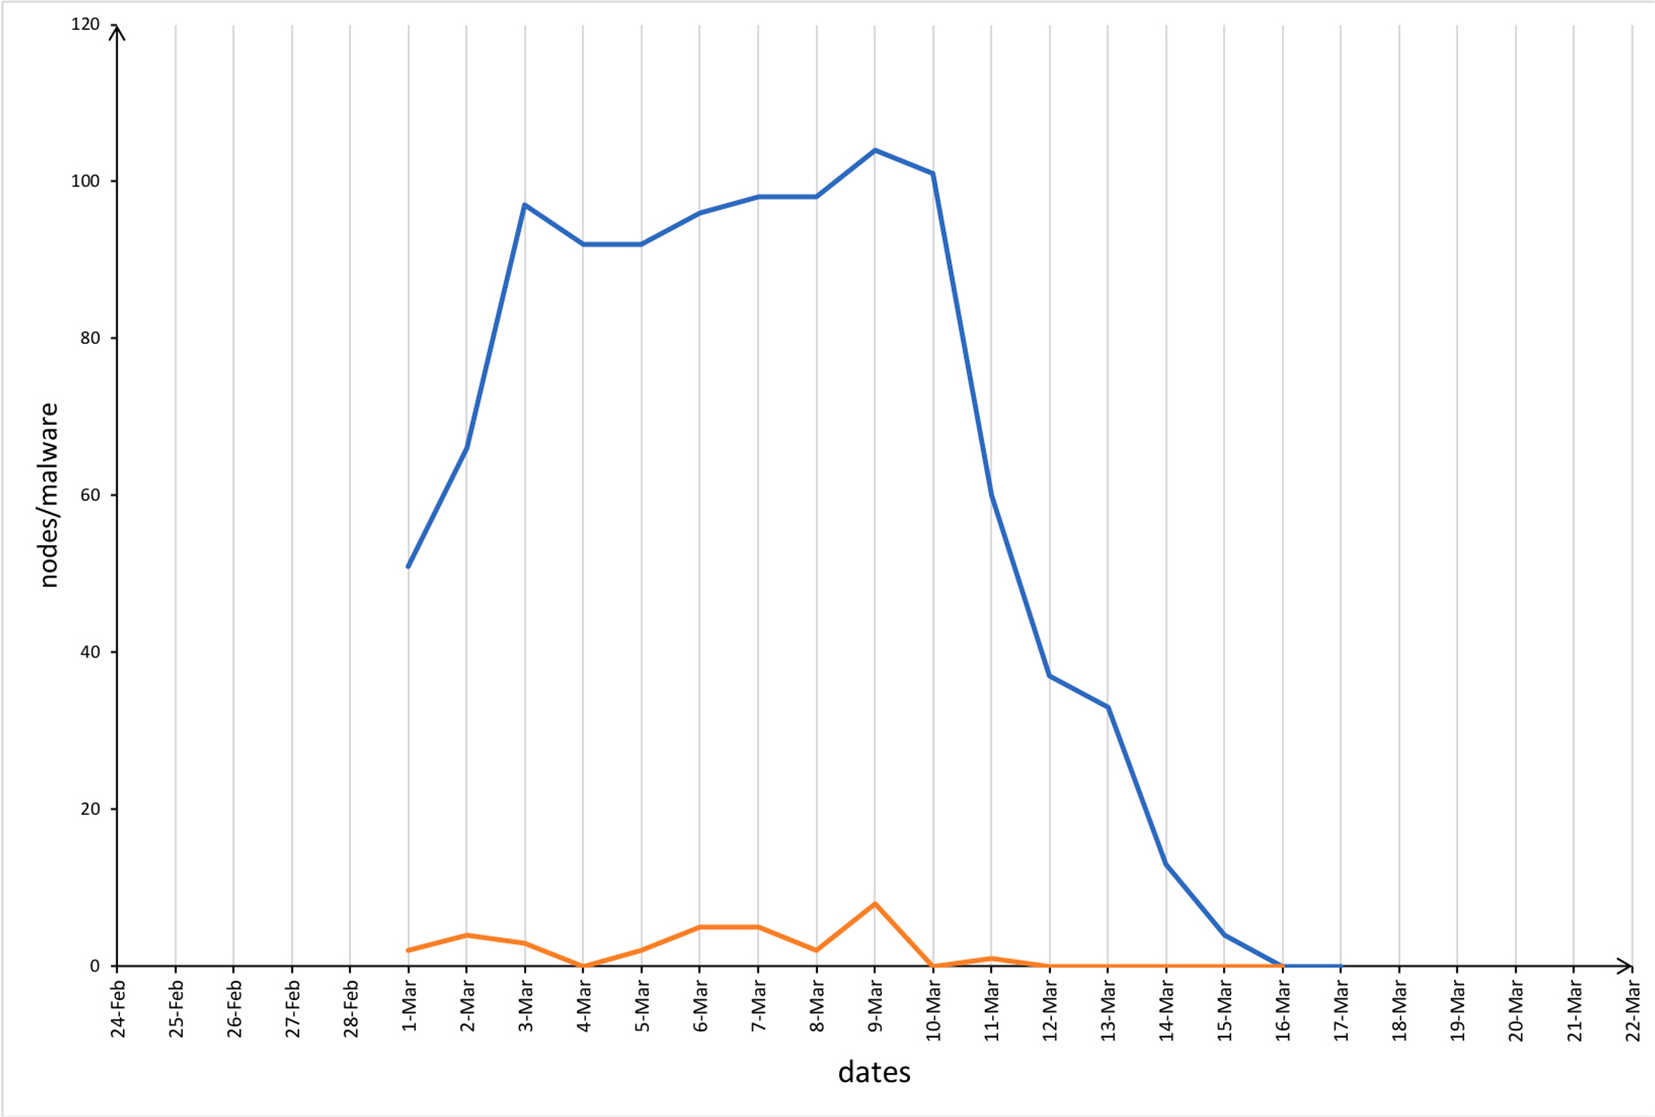 120
100
80
60
40
20
0
nodes/malware
24-Feb
25-Feb
26-Feb
27-Feb
28-Feb
1-Mar
2-Mar
3-Mar
4-Mar
5-Mar
6-Mar
7-Mar
8-Mar
9-Mar
10-Mar
11-Mar
12-Mar
13-Mar
14-Mar
15-Mar
16-Mar
17-Mar
18-Mar
19-Mar
20-Mar
21-Mar
22-Mar
dates